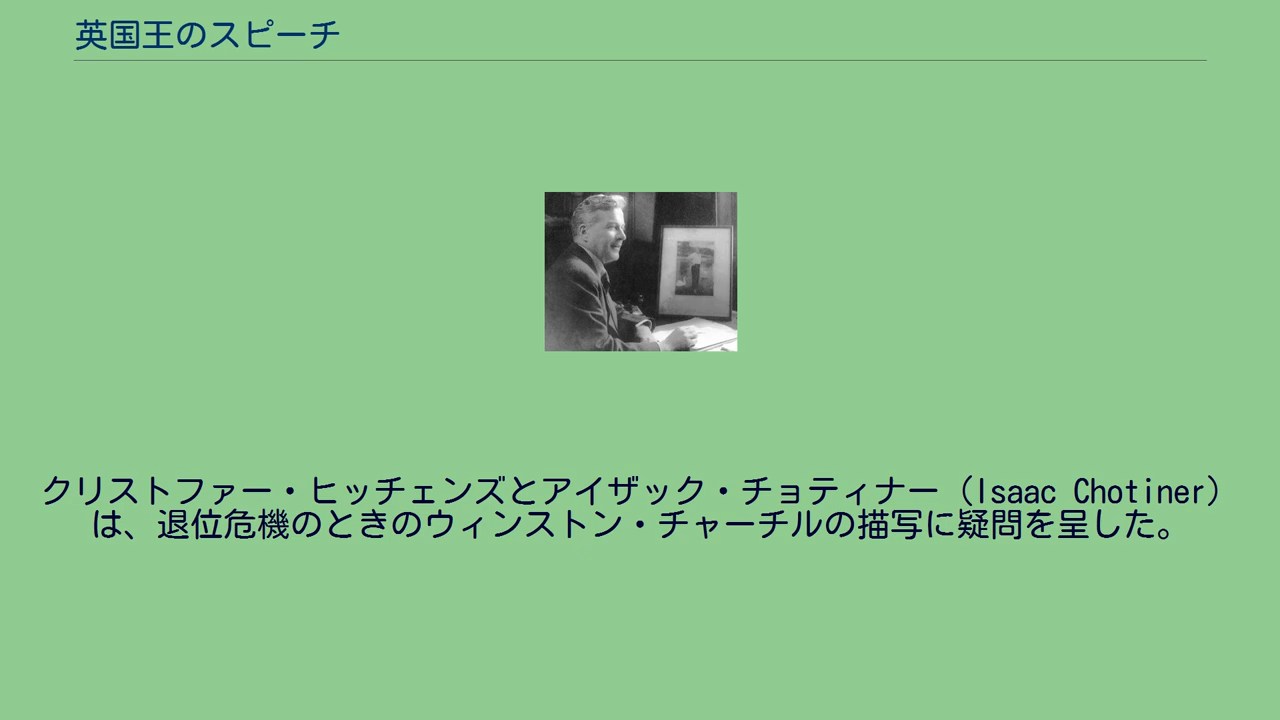 英国王のスピーチ
クリストファー・ヒッチェンズとアイザック・チョティナー（Isaac Chotiner）
は、退位危機のときのウィンストン・チャーチルの描写に疑問を呈した。